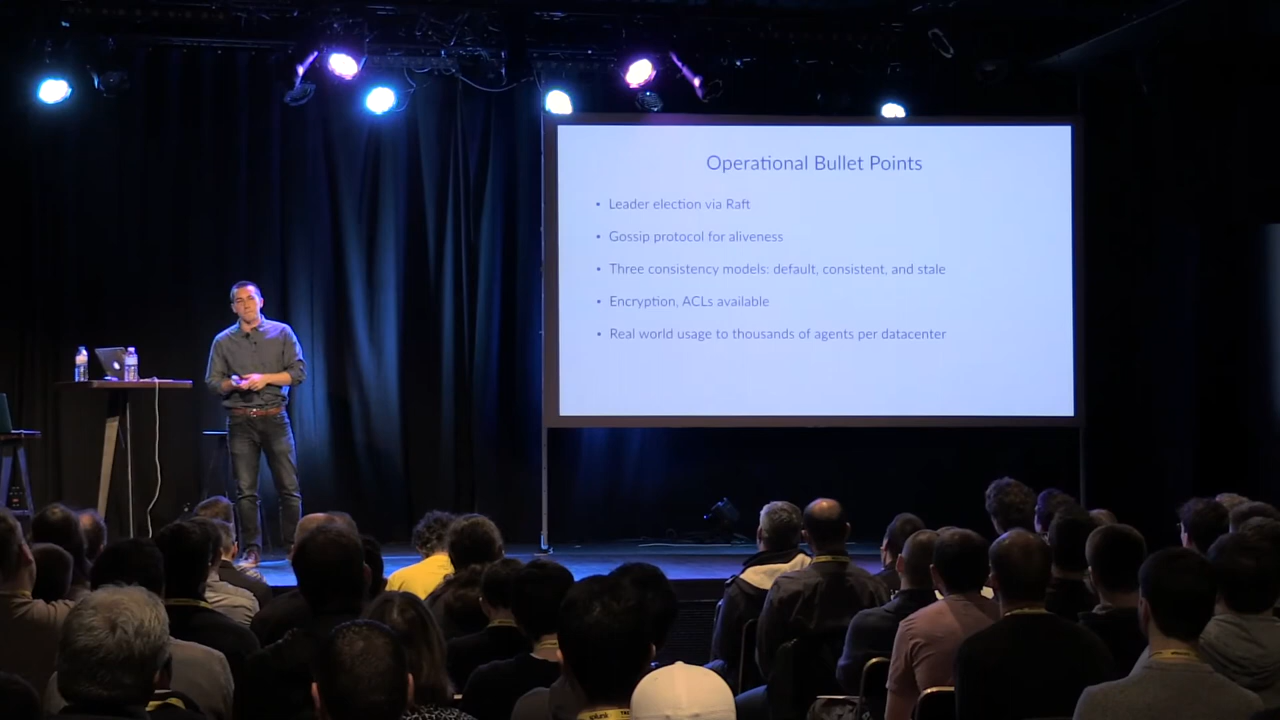 Operational Bullet Points
• Leader election via Raft
• Gossip protocol for aliveness
• Three consistency models: default, consistent, and stale
• Encryption, ACLs available
• Real world usage to thousands of agents per datacenter